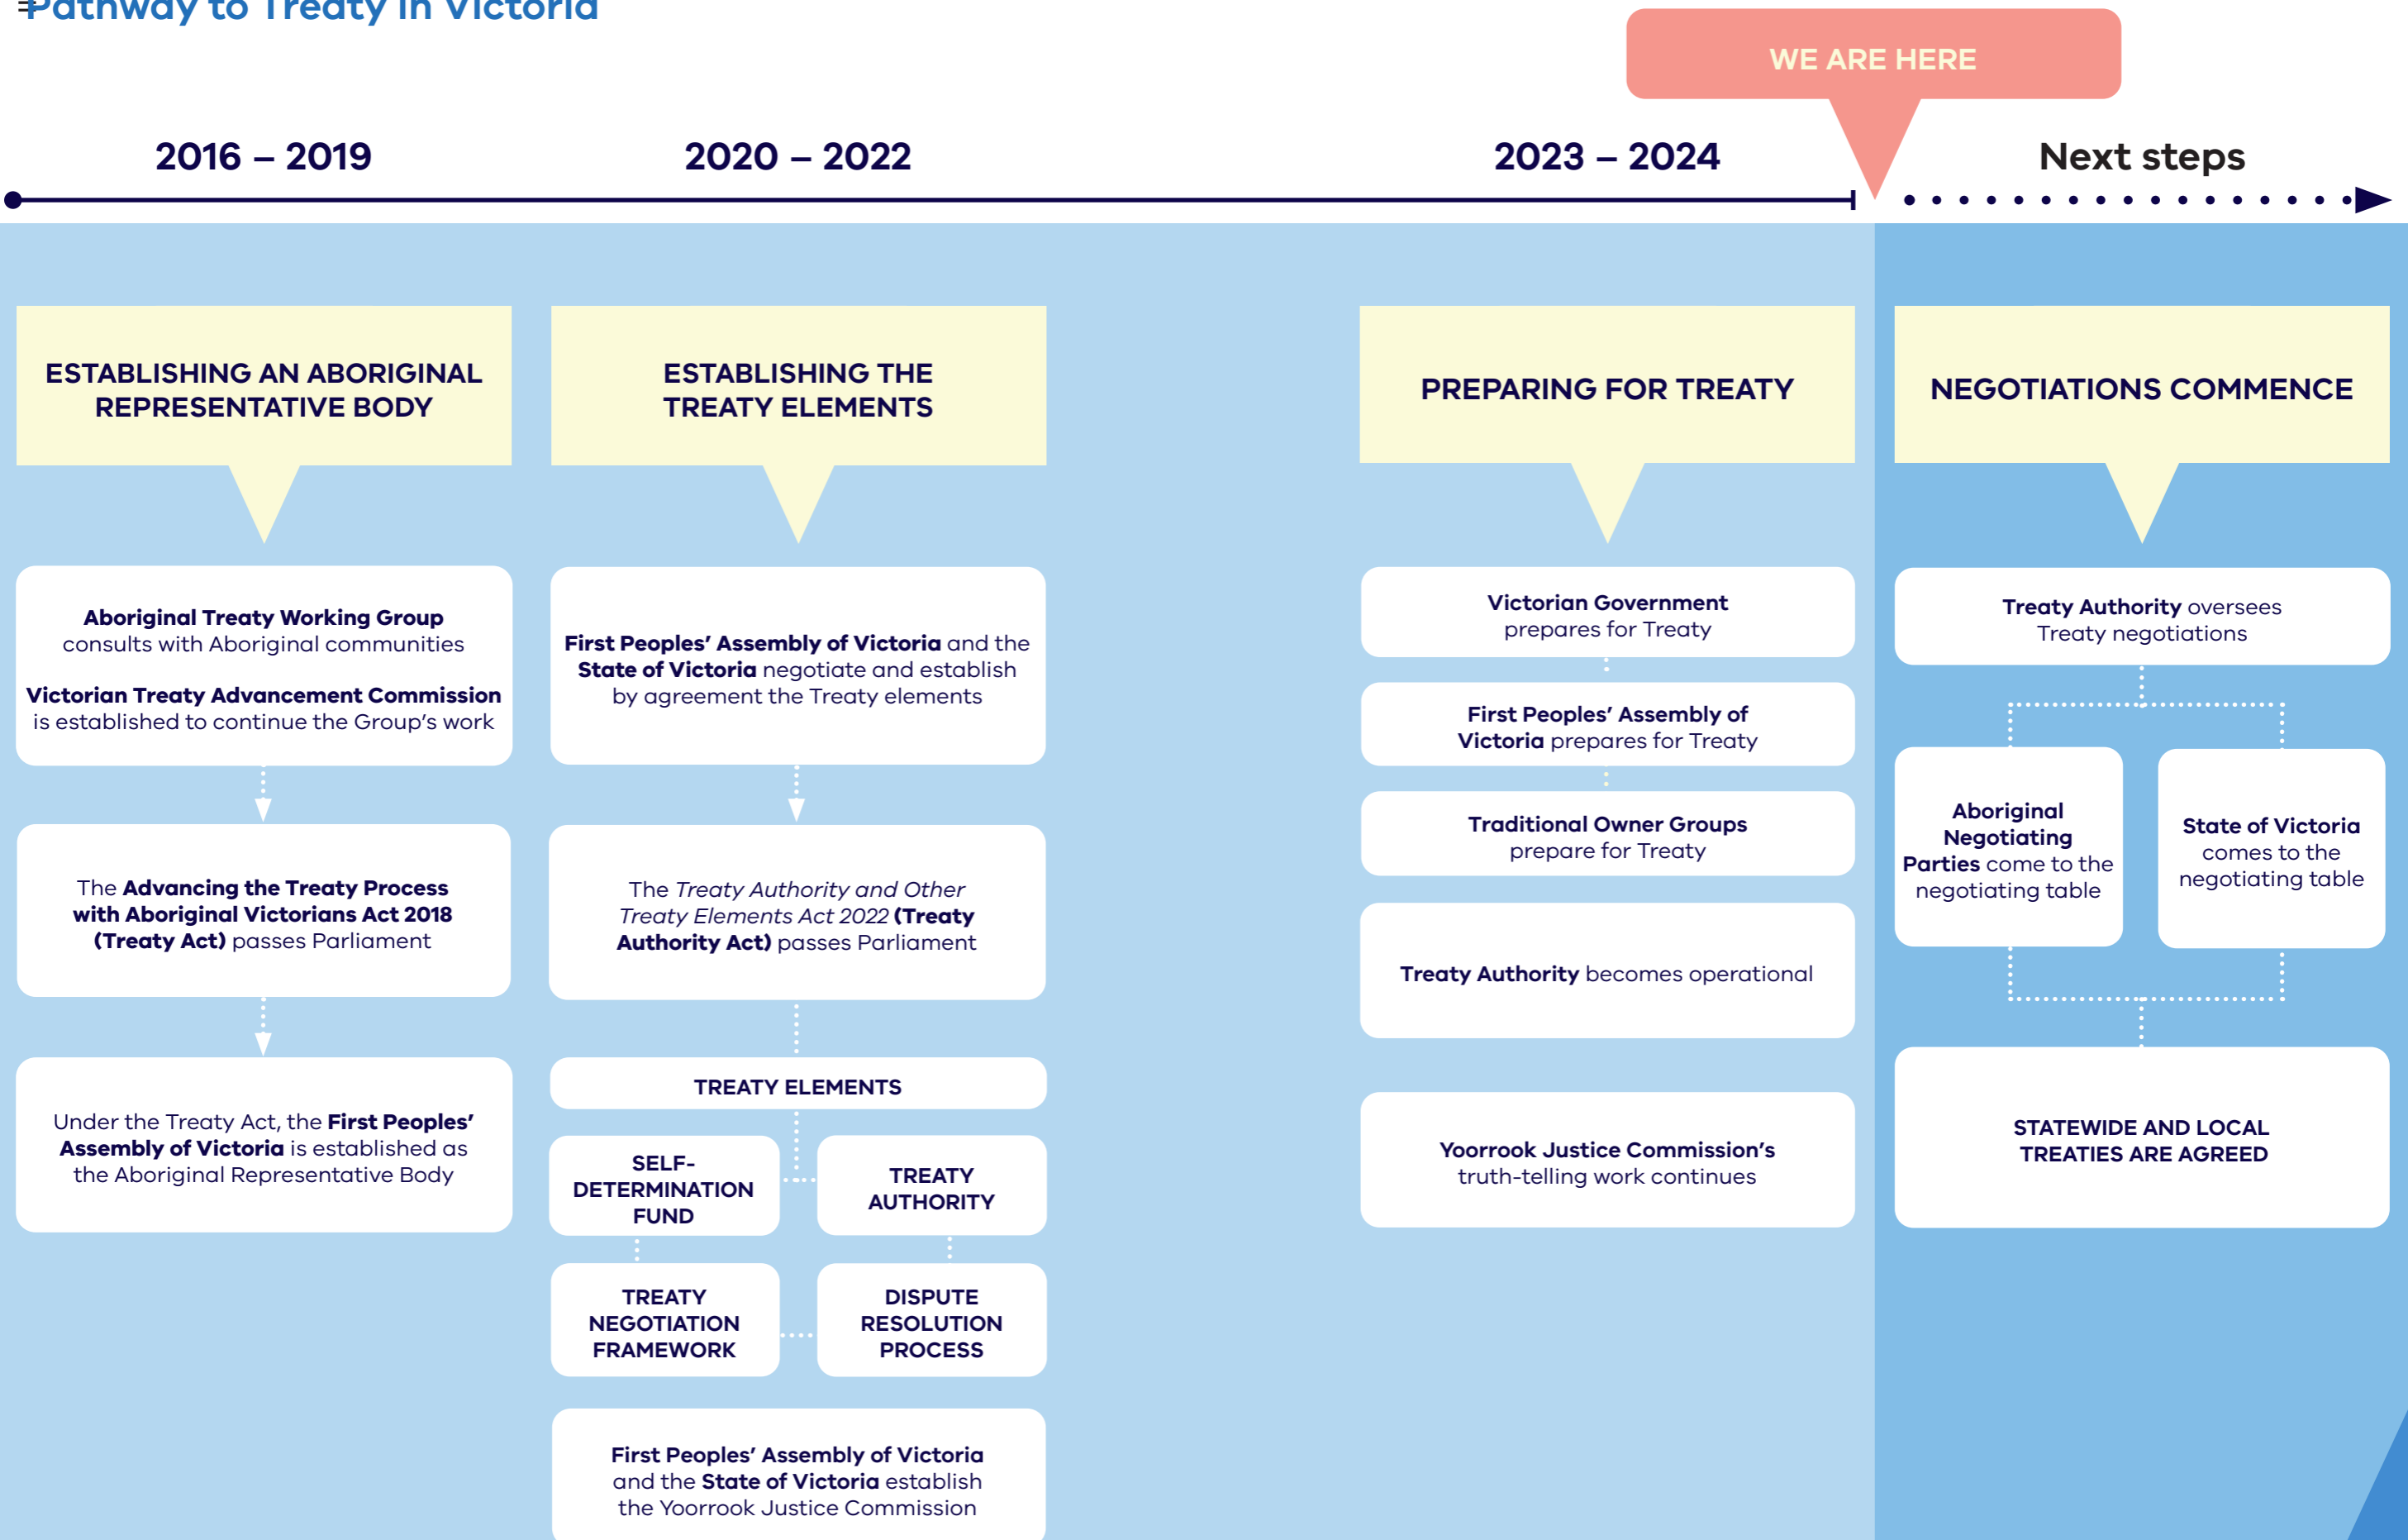 Pathway to Treaty in Victoria
WE ARE HERE
2016 – 2019
2020 – 2022
2023 – 2024
Next steps
ESTABLISHING AN ABORIGINAL
REPRESENTATIVE BODY
Aboriginal Treaty Working Group
consults with Aboriginal communities
Victorian Treaty Advancement Commission
is established to continue the Group’s work
The Advancing the Treaty Process
with Aboriginal Victorians Act 2018
(Treaty Act) passes Parliament
Under the Treaty Act, the First Peoples’
Assembly of Victoria is established as
the Aboriginal Representative Body
ESTABLISHING THE
TREATY ELEMENTS
First Peoples’ Assembly of Victoria and the
State of Victoria negotiate and establish
by agreement the Treaty elements
The Treaty Authority and Other
Treaty Elements Act 2022 (Treaty
Authority Act) passes Parliament
TREATY ELEMENTS
SELF-
DETERMINATION
FUND
TREATY
AUTHORITY
TREATY
NEGOTIATION
FRAMEWORK
DISPUTE
RESOLUTION
PROCESS
First Peoples’ Assembly of Victoria
and the State of Victoria establish
the Yoorrook Justice Commission
PREPARING FOR TREATY
Victorian Government
prepares for Treaty
First Peoples’ Assembly of
Victoria prepares for Treaty
Traditional Owner Groups
prepare for Treaty
Treaty Authority becomes operational
Yoorrook Justice Commission’s
truth-telling work continues
NEGOTIATIONS COMMENCE
Treaty Authority oversees
Treaty negotiations
Aboriginal
Negotiating
Parties come to the
negotiating table
State of Victoria
comes to the
negotiating table
STATEWIDE AND LOCAL
TREATIES ARE AGREED